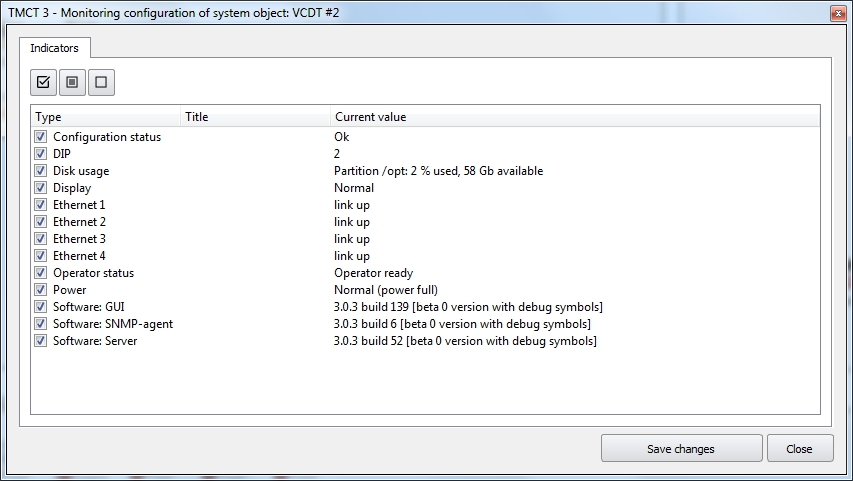 TMCT 3 - Monitoring configuration of system object: VCDT #2
Indicators
Type Title Current value
Configuration status Ok
DIP 2
Disk usage Partition /opt: 2 % used, 58 Gb available
Display Normal
Ethernet 1 link up
Ethernet 2 link up
Ethernet 3 link up
Ethernet 4 link up
Operator status Operator ready
Power Normal (power full)
Software: GUI 3.0.3 build 139 [beta 0 version with debug symbols]
Software: SNMP-agent 3.0.3 build 6 [beta 0 version with debug symbols]
Software: Server 3.0.3 build 52 [beta 0 version with debug symbols]
Save changes Close